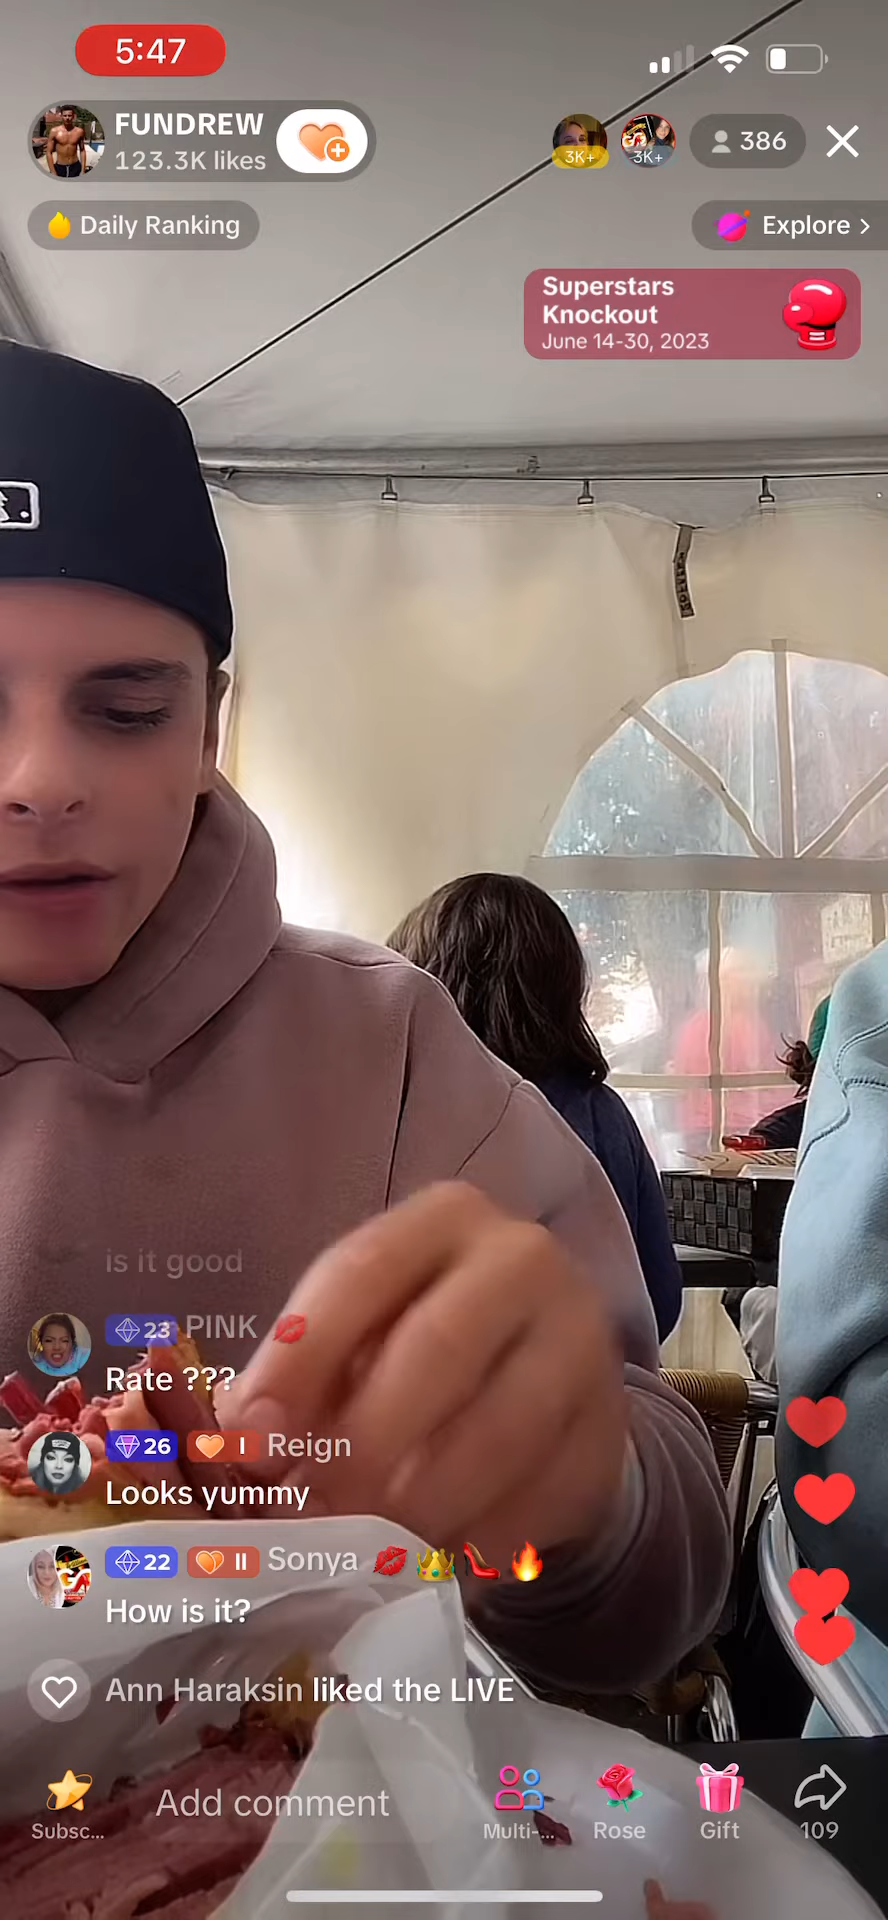 5:47
FUNDREW
123.3K likes
3K+
3K+
386
Daily Ranking
Explore >
Superstars
Knockout
June 14-30, 2023
is it good
23 PINK 💋
Rate ???
26 I Reign
Looks yummy
22 II Sonya 💋👑👠🔥
How is it?
Ann Haraksin liked the LIVE
Subsc...
Add comment
Multi-...
Rose
Gift
109